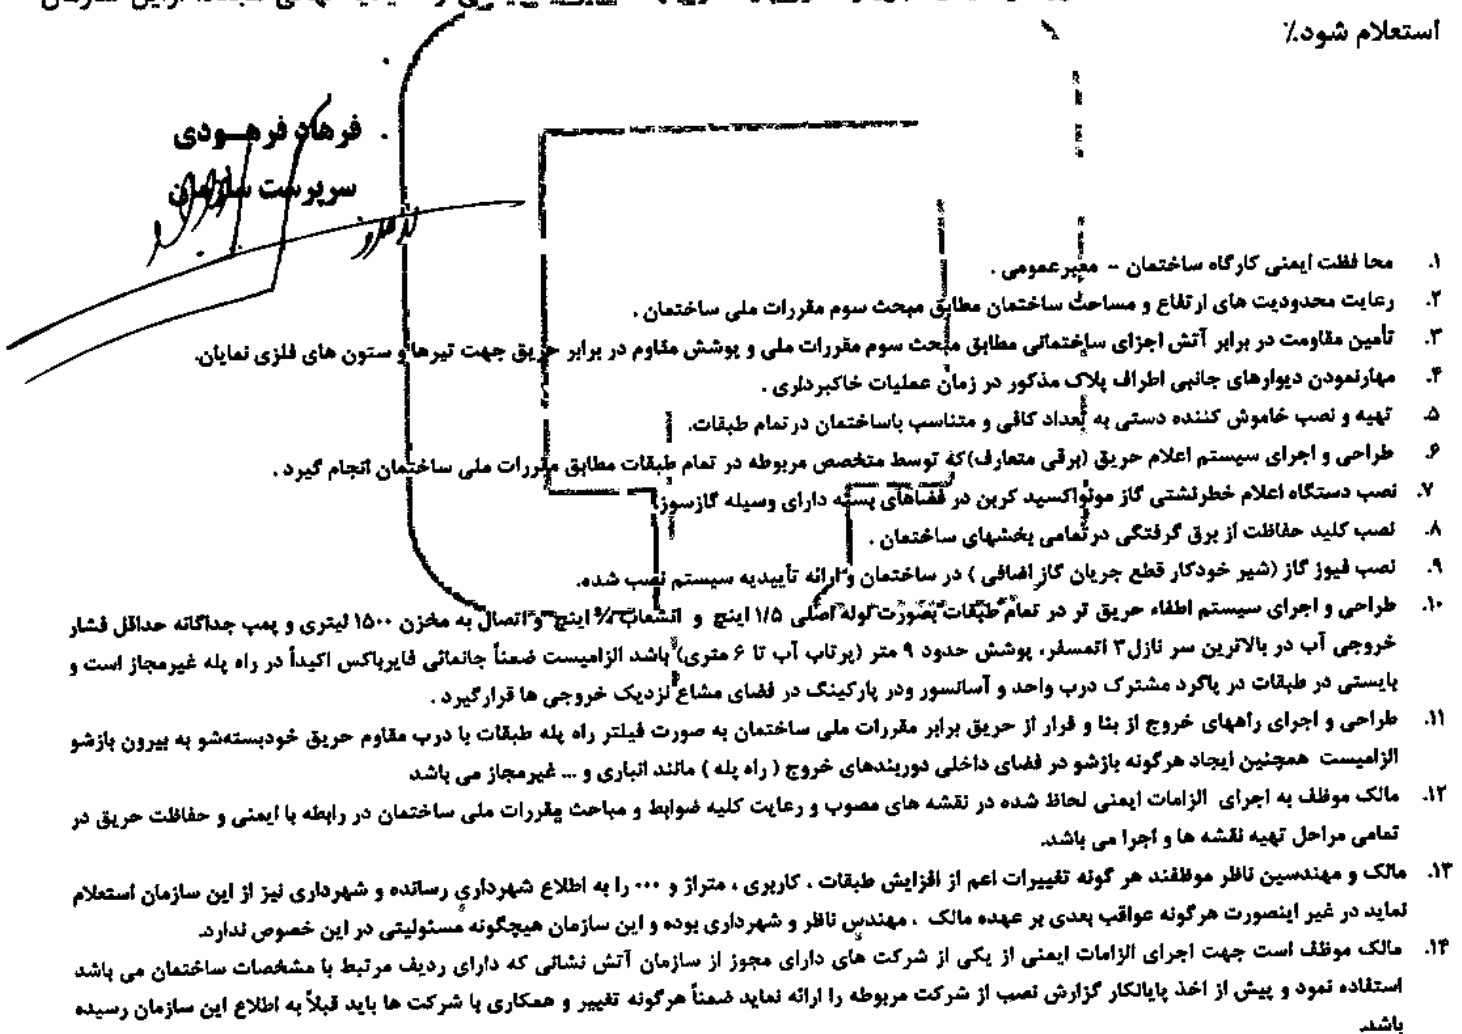 استعلام شود٪
فرهاد فرهــودی
سرپرست سازمان
۱. محا فظت ایمنی کارگاه ساختمان – معبرعمومی .
۲. رعایت محدودیت های ارتفاع و مساحت ساختمان مطابق مبحث سوم مقررات ملی ساختمان .
۳. تأمین مقاومت در برابر آتش اجزای ساختمانی مطابق مبحث سوم مقررات ملی و پوشش مقاوم در برابر حریق جهت تیرها و ستون های فلزی نمایان.
۴. مهارنمودن دیوارهای جانبی اطراف پلاک مذکور در زمان عملیات خاکبرداری .
۵. تهیه و نصب خاموش کننده دستی به تعداد کافی و متناسب باساختمان در تمام طبقات.
۶. طراحی و اجرای سیستم اعلام حریق (برقی متعارف)که توسط متخصص مربوطه در تمام طبقات مطابق مقررات ملی ساختمان انجام گیرد .
۷. نصب دستگاه اعلام خطرنشتی گاز مونواکسید کربن در فضاهای بسته دارای وسیله گازسوز
۸. نصب کلید حفاظت از برق گرفتگی درتمامی بخشهای ساختمان .
۹. نصب فیوز گاز (شیر خودکار قطع جریان گاز اضافی ) در ساختمان و ارائه تأییدیه سیستم نصب شده.
۱۰. طراحی و اجرای سیستم اطفاء حریق تر در تمام طبقات بصورت لوله اصلی ۱/۵ اینچ و انشعاب اینچ و اتصال به مخزن ۱۵۰۰ لیتری و پمپ جداگانه حداقل فشار
خروجی آب در بالاترین سر نازل۳ اتمسفر، پوشش حدود ۹ متر (پرتاب آب تا ۶ متری) باشد الزامیست ضمناً جانمائی فایرباکس اکیداً در راه پله غیرمجاز است و
بایستی در طبقات در پاگرد مشترک درب واحد و آسانسور ودر پارکینگ در فضای مشاع نزدیک خروجی ها قرارگیرد .
۱۱. طراحی و اجرای راههای خروج از بنا و فرار از حریق برابر مقررات ملی ساختمان به صورت فیلتر راه پله طبقات با درب مقاوم حریق خودبسته‌شو به بیرون بازشو
الزامیست همچنین ایجاد هرگونه بازشو در فضای داخلی دوربندهای خروج ( راه پله ) مانند انباری و ... غیرمجاز می باشد
۱۲. مالک موظف به اجرای الزامات ایمنی لحاظ شده در نقشه های مصوب و رعایت کلیه ضوابط و مباحث مقررات ملی ساختمان در رابطه با ایمنی و حفاظت حریق در
تمامی مراحل تهیه نقشه ها و اجرا می باشد.
۱۳. مالک و مهندسین ناظر موظفند هر گونه تغییرات اعم از افزایش طبقات ، کاربری ، متراژ و ۰۰۰ را به اطلاع شهرداری رسانده و شهرداری نیز از این سازمان استعلام
نماید در غیر اینصورت هرگونه عواقب بعدی بر عهده مالک ، مهندس ناظر و شهرداری بوده و این سازمان هیچگونه مسئولیتی در این خصوص ندارد.
۱۴. مالک موظف است جهت اجرای الزامات ایمنی از یکی از شرکت های دارای مجوز از سازمان آتش نشانی که دارای ردیف مرتبط با مشخصات ساختمان می باشد
استفاده نمود و پیش از اخذ پایانکار گزارش نصب از شرکت مربوطه را ارائه نماید ضمناً هرگونه تغییر و همکاری با شرکت ها باید قبلاً به اطلاع این سازمان رسیده
باشد.